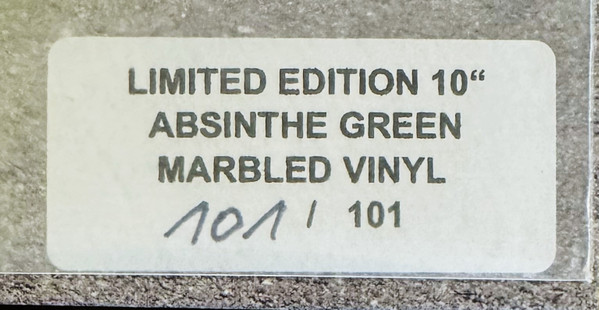 LIMITED EDITION 10“
ABSINTHE GREEN
MARBLED VINYL
101 / 101